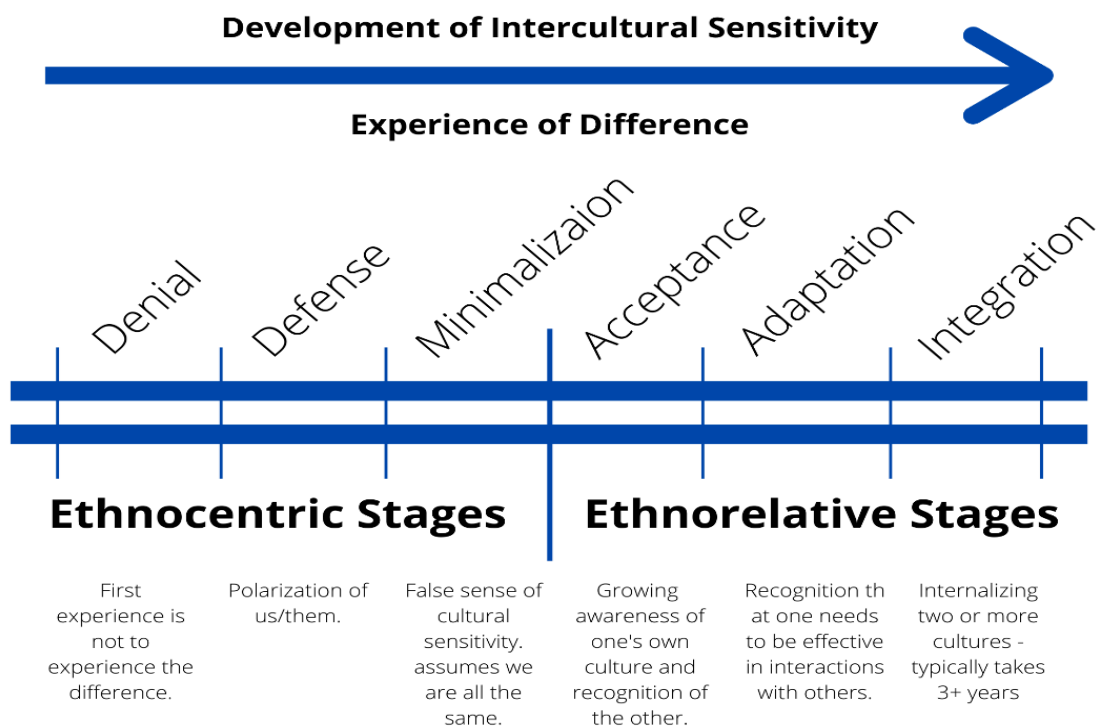 Development of Intercultural Sensitivity
Experience of Difference
Denial
Defense
Minimalizaion
Acceptance
Adaptation
Integration
Ethnocentric Stages
Ethnorelative Stages
First
experience is
not to
experience the
difference.
Polarization of
us/them.
False sense of
cultural
sensitivity.
assumes we
are all the
same.
Growing
awareness of
one's own
culture and
recognition of
the other.
Recognition th
at one needs
to be effective
in interactions
with others.
Internalizing
two or more
cultures -
typically takes
3+ years